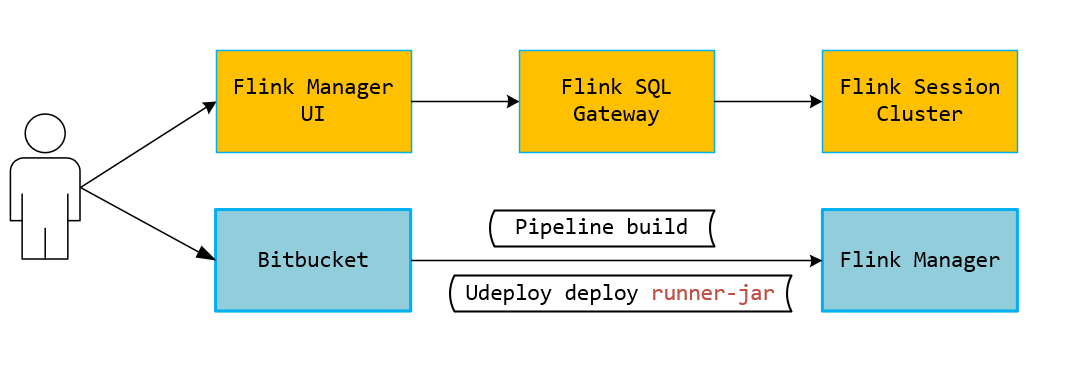 Flink Manager
UI
Flink SQL
Gateway
Flink Session
Cluster
Pipeline build
Bitbucket
Flink Manager
Udeploy deploy runner-jar